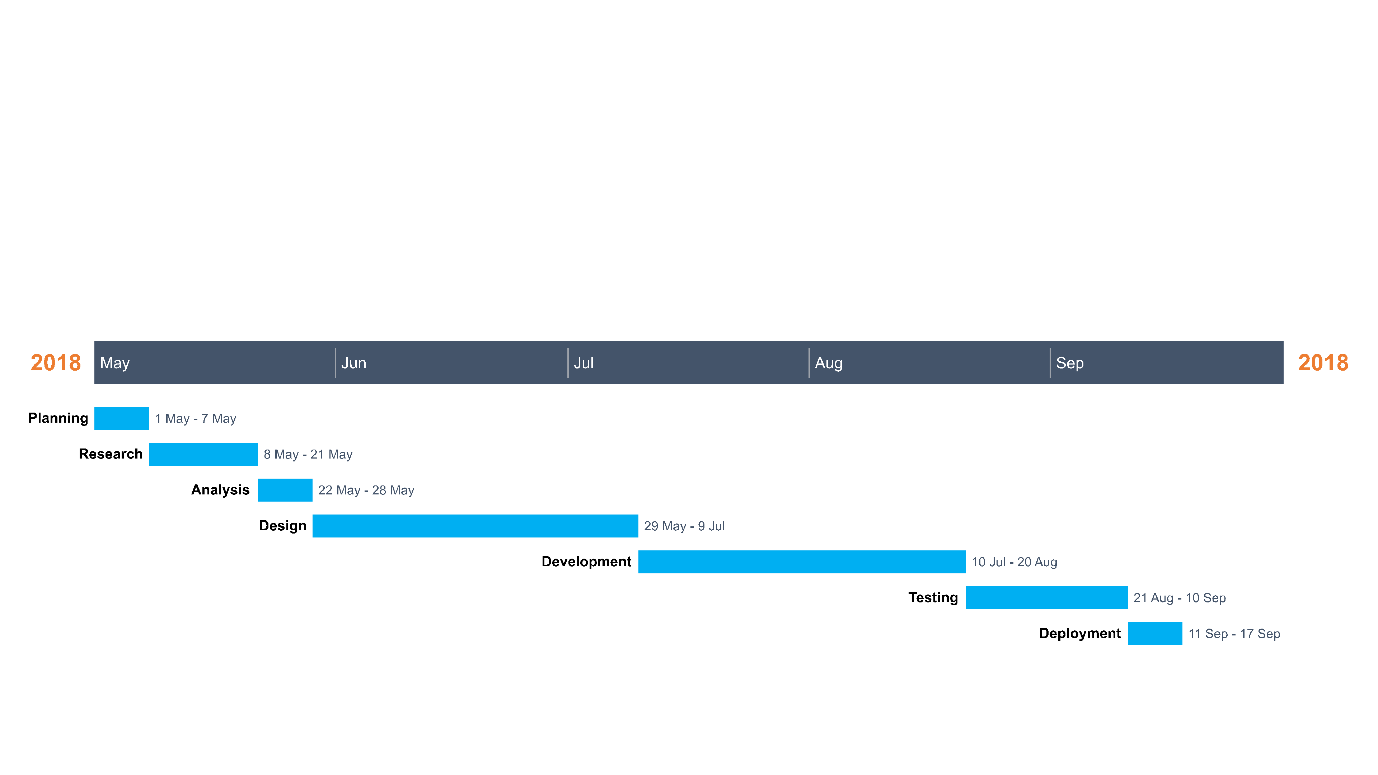 2018 May Jun Jul Aug Sep 2018
Planning 1 May - 7 May
Research 8 May - 21 May
Analysis 22 May - 28 May
Design 29 May - 9 Jul
Development 10 Jul - 20 Aug
Testing 21 Aug - 10 Sep
Deployment 11 Sep - 17 Sep